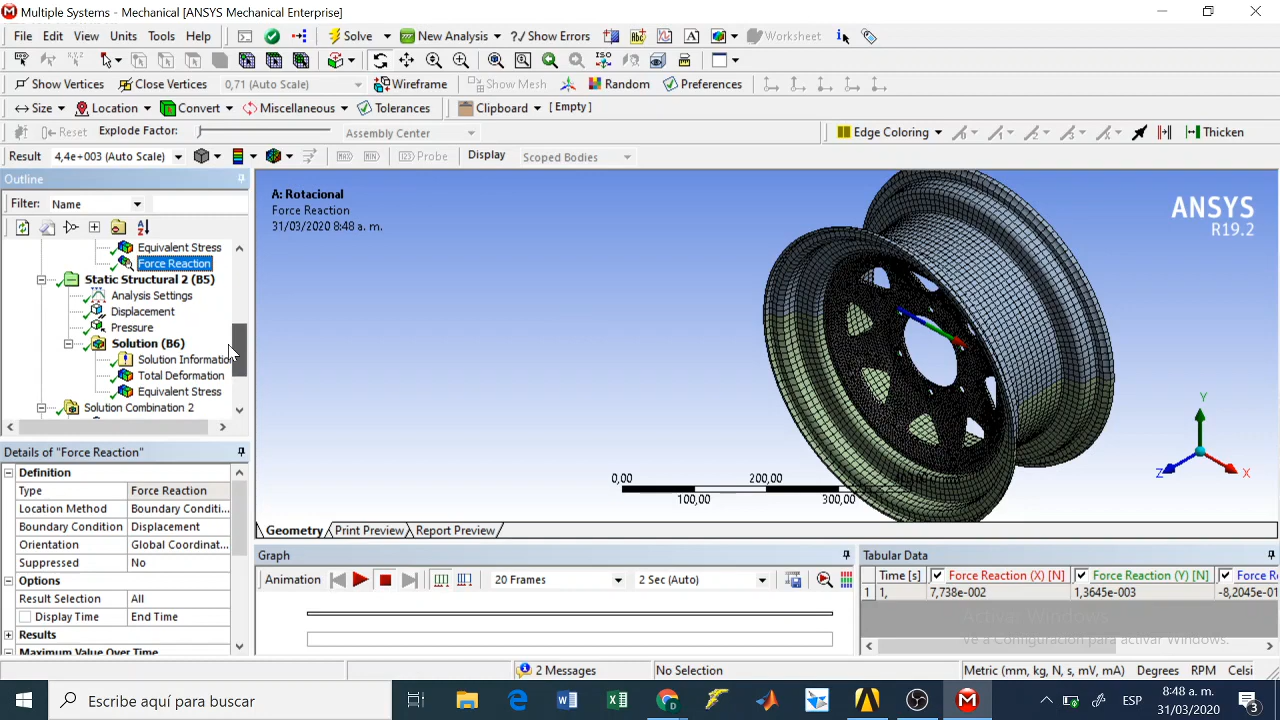 Multiple Systems - Mechanical [ANSYS Mechanical Enterprise]
File Edit View Units Tools Help Solve New Analysis ?/ Show Errors Worksheet
Show Vertices Close Vertices 0,71 (Auto Scale) Wireframe Show Mesh Random Preferences
Size Location Convert Miscellaneous Tolerances Clipboard [ Empty ]
Reset Explode Factor: Assembly Center Edge Coloring Thicken
Result 4,4e+003 (Auto Scale) MAX MIN Probe Display Scoped Bodies
Outline
Filter: Name
Equivalent Stress
Force Reaction
Static Structural 2 (B5)
Analysis Settings
Displacement
Pressure
Solution (B6)
Solution Information
Total Deformation
Equivalent Stress
Solution Combination 2
A: Rotacional
Force Reaction
31/03/2020 8:48 a. m.
ANSYS
R19.2
Y
Z
X
0,00 200,00
100,00 300,00
Geometry Print Preview Report Preview
Details of "Force Reaction"
Definition
Type Force Reaction
Location Method Boundary Conditi...
Boundary Condition Displacement
Orientation Global Coordinat...
Suppressed No
Options
Result Selection All
Display Time End Time
Results
Maximum Value Over Time
Graph
Animation 20 Frames 2 Sec (Auto)
Tabular Data
Time [s] Force Reaction (X) [N] Force Reaction (Y) [N] Force Re
1 1, 7,738e-002 1,3645e-003 -8,2045e-01
Activar Windows
Ve a Configuración para activar Windows.
2 Messages No Selection Metric (mm, kg, N, s, mV, mA) Degrees RPM Celsi
Escribe aquí para buscar
ESP 8:48 a. m.
31/03/2020
3